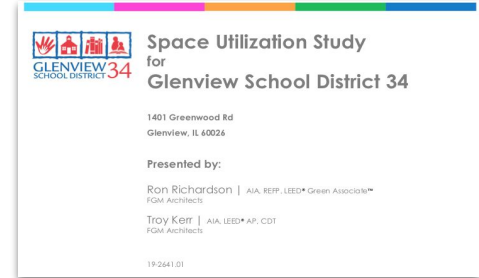 GLENVIEW
SCHOOL DISTRICT 34
Space Utilization Study
for
Glenview School District 34
1401 Greenwood Rd
Glenview, IL 60026
Presented by:
Ron Richardson | AIA, REFP, LEED® Green Associate™
FGM Architects
Troy Kerr | AIA, LEED® AP, CDT
FGM Architects
19-2641.01